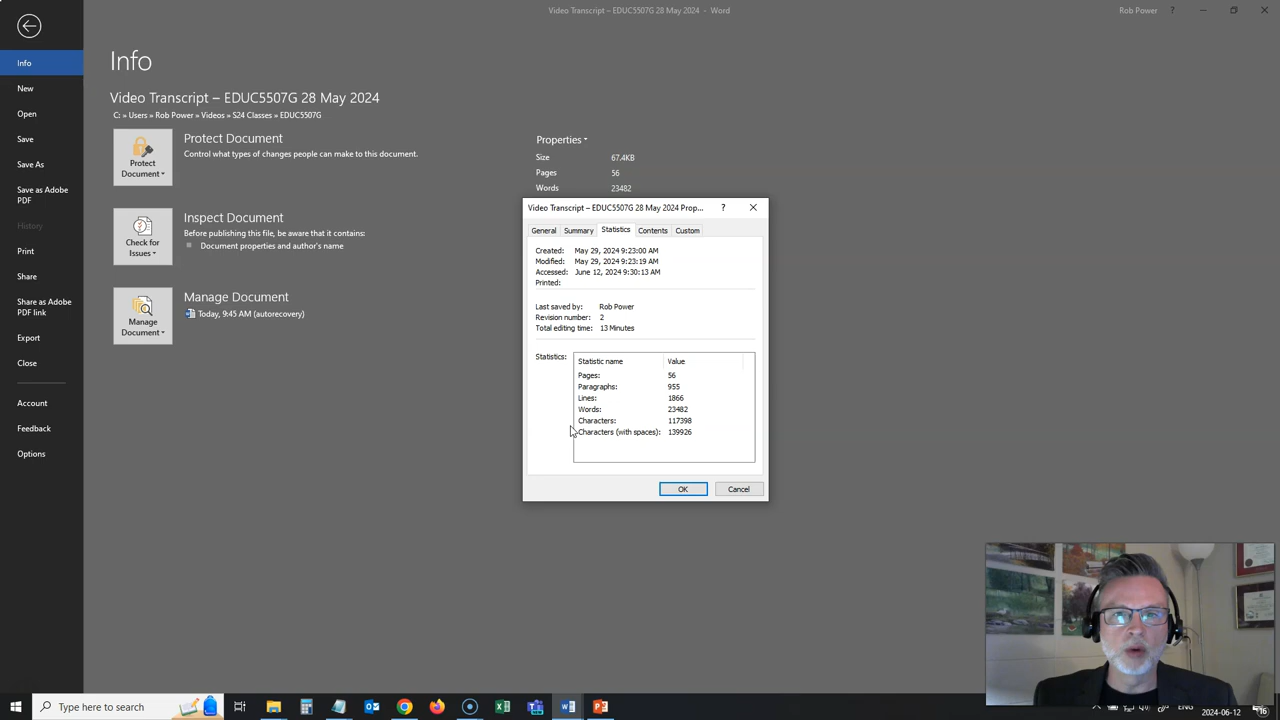 Video Transcript – EDUC5507G 28 May 2024 - Word
Rob Power
?
Info
New
Open
Save
Save As
Save as Adobe
PDF
History
Print
Share
Share as Adobe
PDF link
Export
Close
Account
Feedback
Options
Info
Video Transcript – EDUC5507G 28 May 2024
C: » Users » Rob Power » Videos » S24 Classes » EDUC5507G
Protect
Document
Protect Document
Control what types of changes people can make to this document.
Check for
Issues
Inspect Document
Before publishing this file, be aware that it contains:
Document properties and author's name
Manage
Document
Manage Document
Today, 9:45 AM (autorecovery)
Properties
Size 67.4KB
Pages 56
Words 23482
Video Transcript – EDUC5507G 28 May 2024 Prop...
?
General Summary Statistics Contents Custom
Created: May 29, 2024 9:23:00 AM
Modified: May 29, 2024 9:23:19 AM
Accessed: June 12, 2024 9:30:13 AM
Printed:
Last saved by: Rob Power
Revision number: 2
Total editing time: 13 Minutes
Statistics:
Statistic name Value
Pages: 56
Paragraphs: 955
Lines: 1866
Words: 23482
Characters: 117398
Characters (with spaces): 139926
OK Cancel
Type here to search
ENG
2024-06-12
16